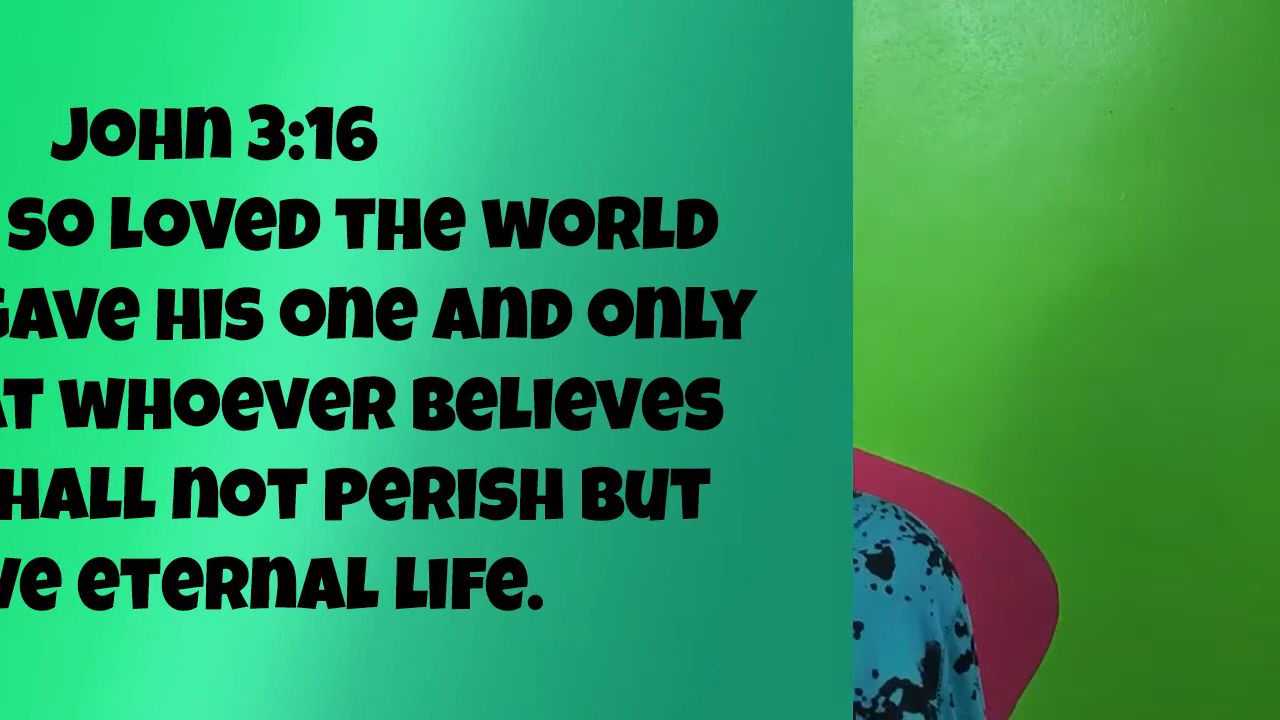 John 3:16
so loved the world
gave his one and only
whoever believes
shall not perish but
eternal life.